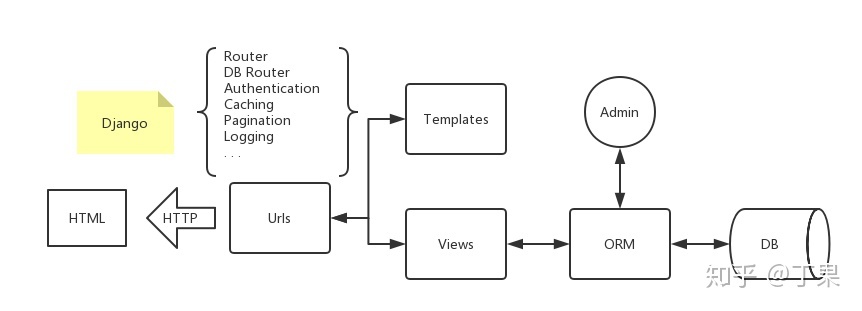 Router
DB Router
Authentication
Caching
Pagination
Logging
. . .
Django
Templates
Admin
HTML
HTTP
Urls
Views
ORM
DB
知乎 @丁果